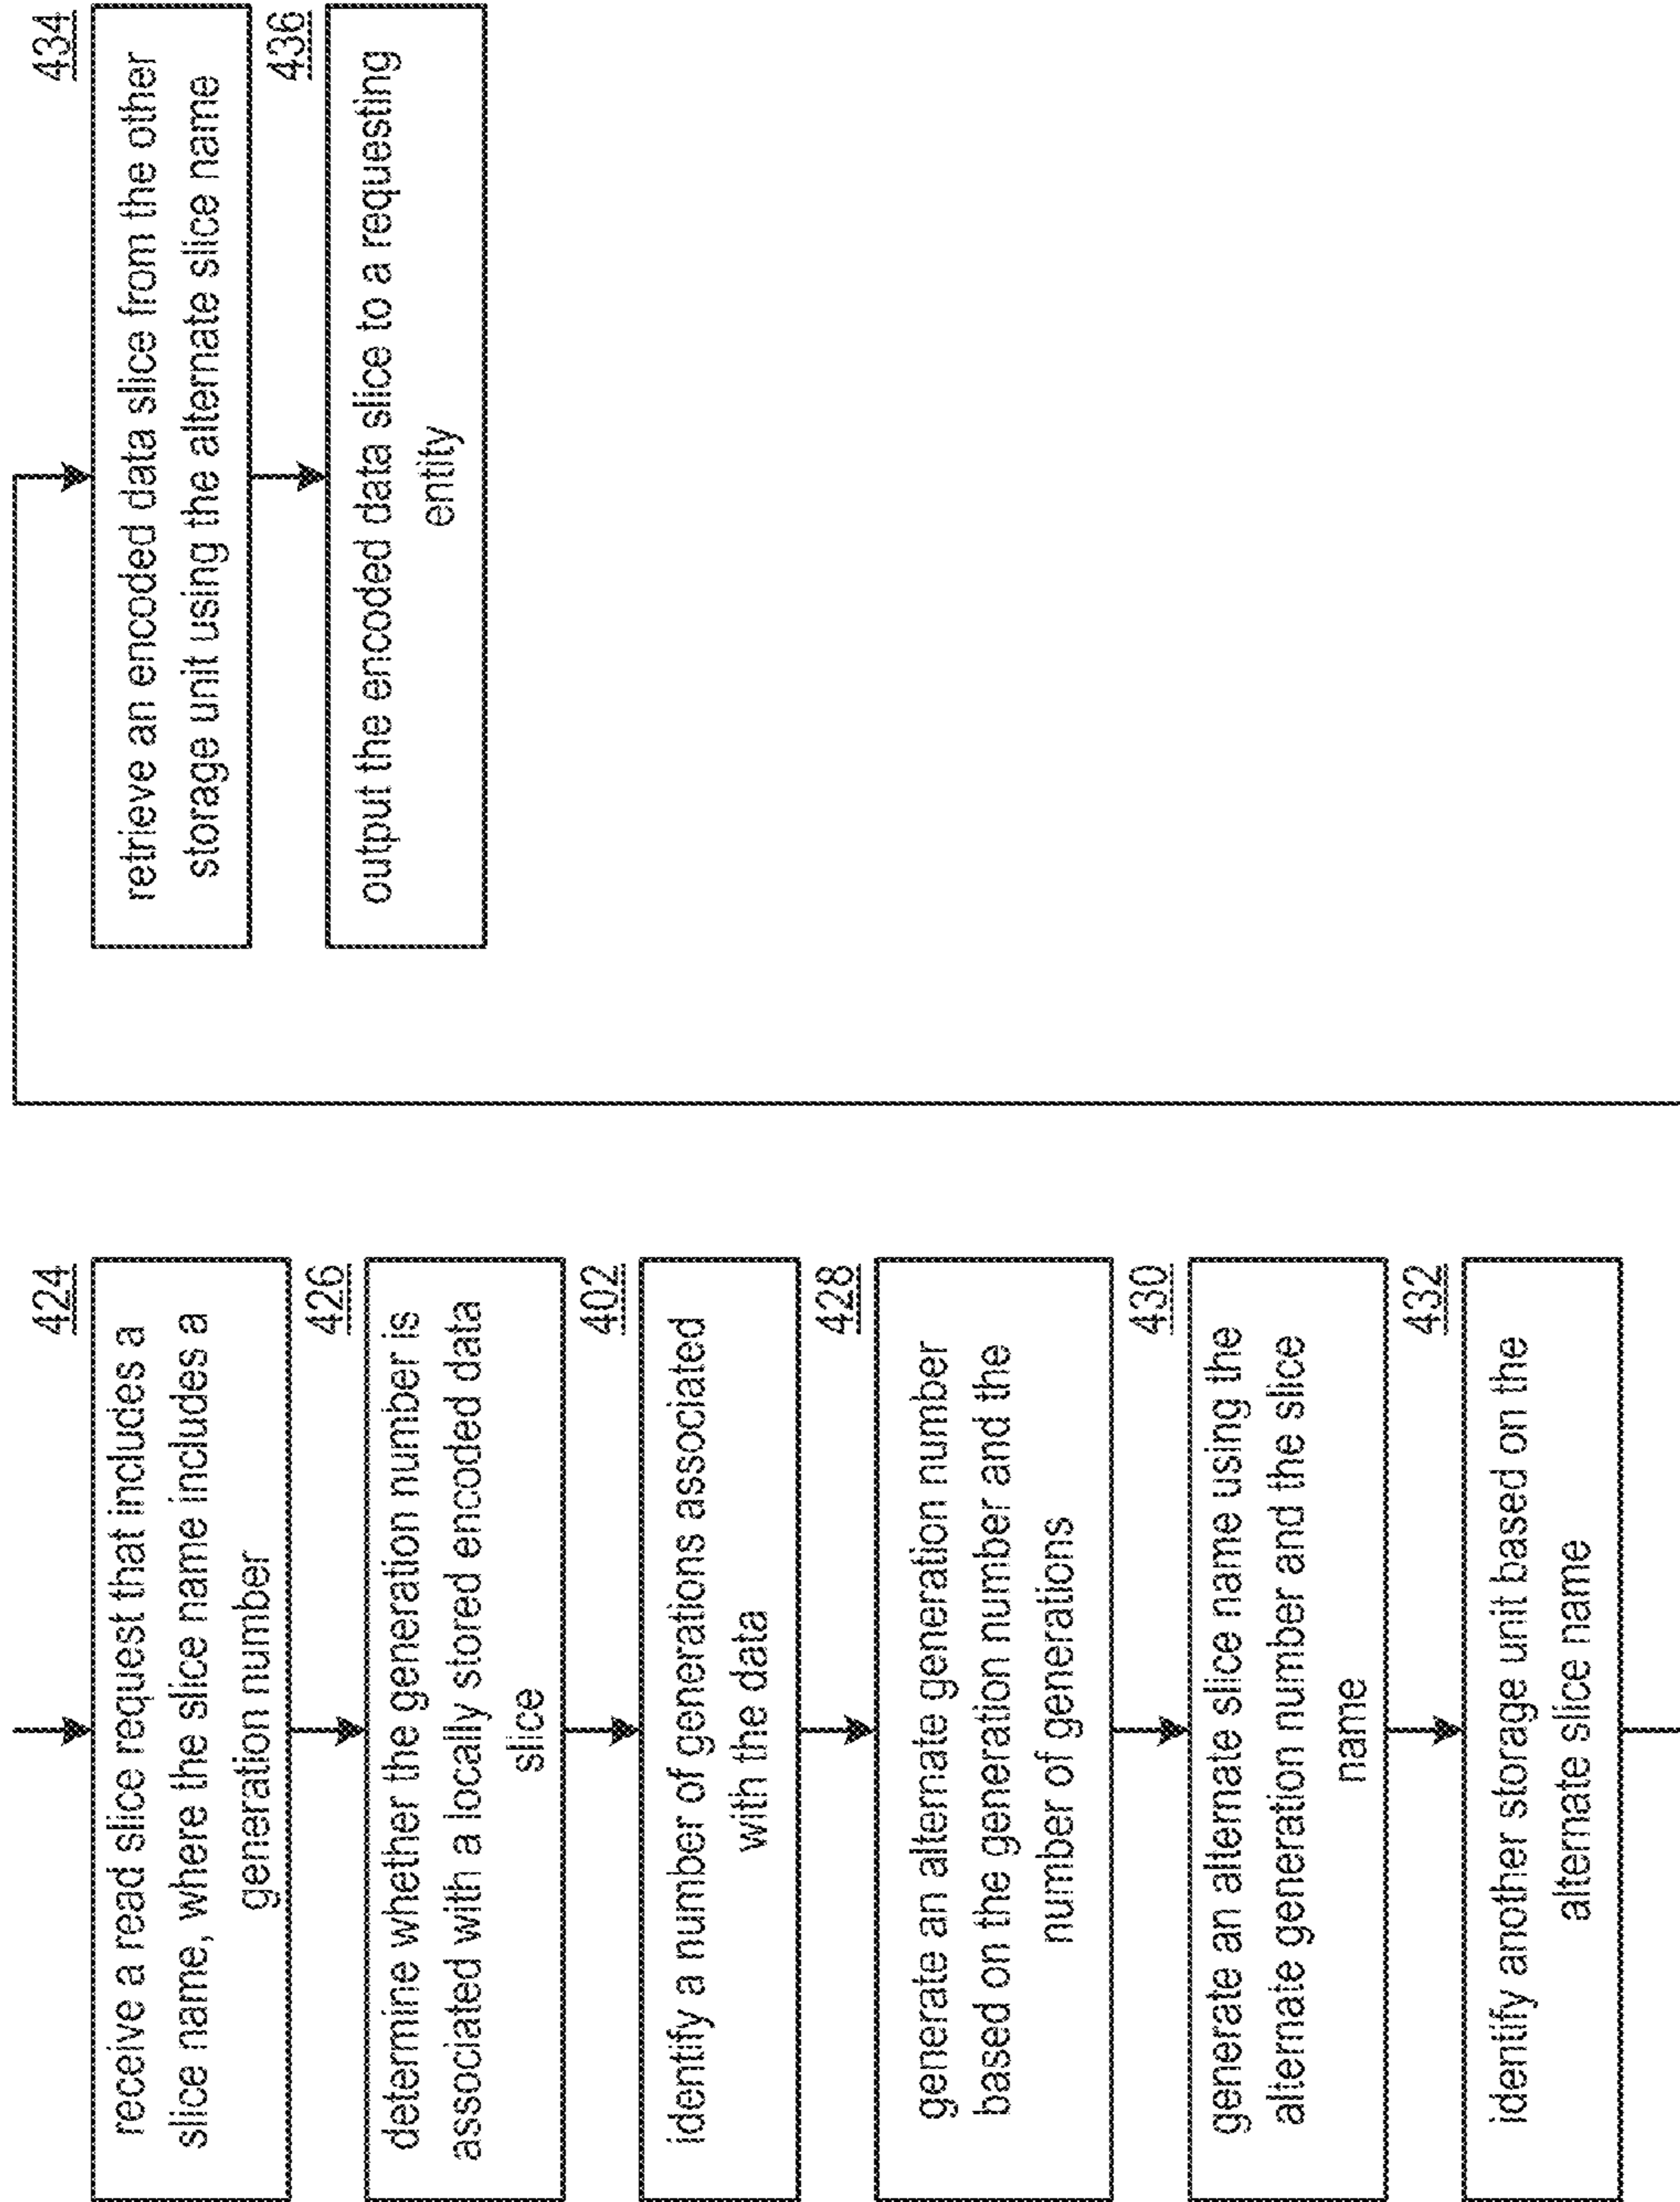 424
receive a read slice request that includes a
slice name, where the slice name includes a
generation number
426
determine whether the generation number is
associated with a locally stored encoded data
slice
402
identify a number of generations associated
with the data
428
generate an alternate generation number
based on the generation number and the
number of generations
430
generate an alternate slice name using the
alternate generation number and the slice
name
432
identify another storage unit based on the
alternate slice name
434
retrieve an encoded data slice from the other
storage unit using the alternate slice name
436
output the encoded data slice to a requesting
entity